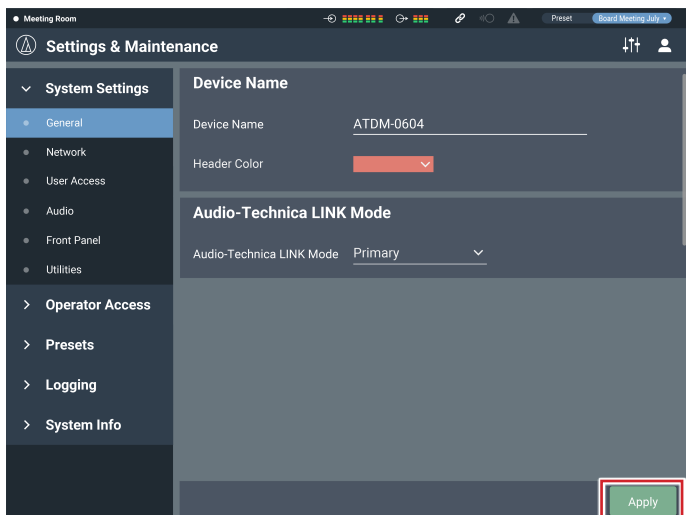 Meeting Room
Preset
Board Meeting July
Settings & Maintenance
System Settings
General
Network
User Access
Audio
Front Panel
Utilities
Operator Access
Presets
Logging
System Info
Device Name
Device Name ATDM-0604
Header Color
Audio-Technica LINK Mode
Audio-Technica LINK Mode Primary
Apply